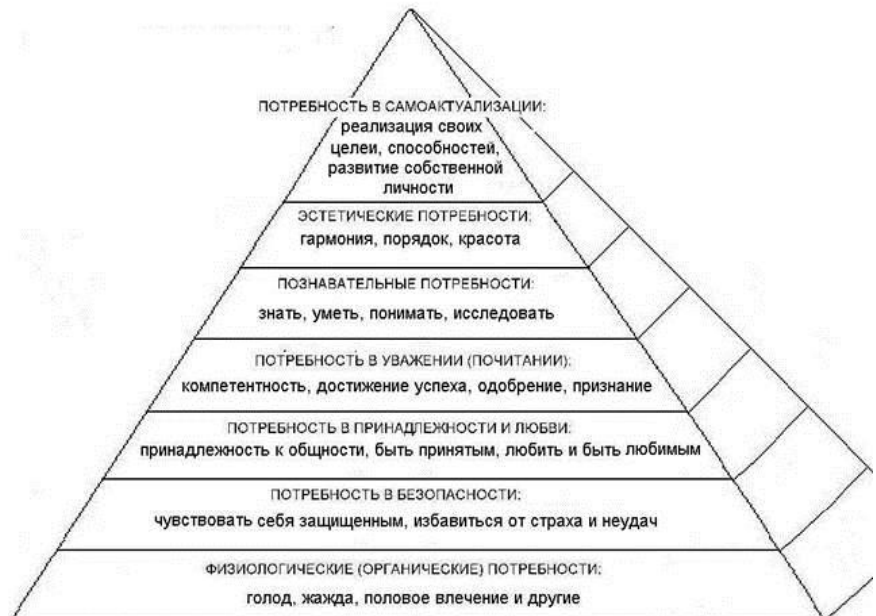 ПОТРЕБНОСТЬ В САМОАКТУАЛИЗАЦИИ:
реализация своих
целеи, способностей,
развитие собственной
личности
ЭСТЕТИЧЕСКИЕ ПОТРЕБНОСТИ:
гармония, порядок, красота
ПОЗНАВАТЕЛЬНЫЕ ПОТРЕБНОСТИ:
знать, уметь, понимать, исследовать
ПОТРЕБНОСТЬ В УВАЖЕНИИ (ПОЧИТАНИИ):
компетентность, достижение успеха, одобрение, признание
ПОТРЕБНОСТЬ В ПРИНАДЛЕЖНОСТИ И ЛЮБВИ:
принадлежность к общности, быть принятым, любить и быть любимым
ПОТРЕБНОСТЬ В БЕЗОПАСНОСТИ:
чувствовать себя защищенным, избавиться от страха и неудач
ФИЗИОЛОГИЧЕСКИЕ (ОРГАНИЧЕСКИЕ) ПОТРЕБНОСТИ:
голод, жажда, половое влечение и другие